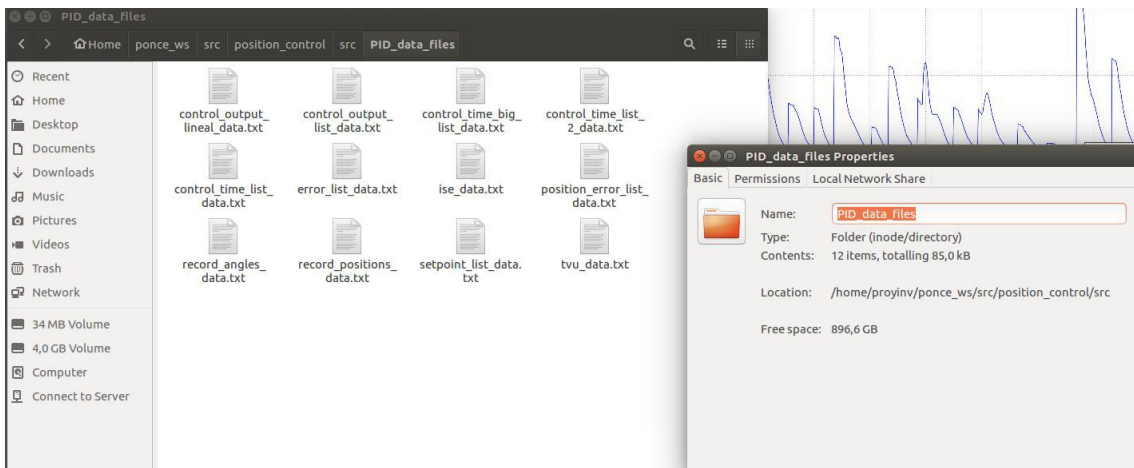 PID_data_files
Home ponce_ws src position_control src PID_data_files
Recent
Home
Desktop
Documents
Downloads
Music
Pictures
Videos
Trash
Network
34 MB Volume
4,0 GB Volume
Computer
Connect to Server
control_output_
lineal_data.txt
control_output_
list_data.txt
control_time_big_
list_data.txt
control_time_list_
2_data.txt
control_time_list_
data.txt
error_list_data.txt
ise_data.txt
position_error_list_
data.txt
record_angles_
data.txt
record_positions_
data.txt
setpoint_list_data.
txt
tvu_data.txt
PID_data_files Properties
Basic Permissions Local Network Share
Name: PID_data_files
Type: Folder (inode/directory)
Contents: 12 items, totalling 85,0 kB
Location: /home/proyinv/ponce_ws/src/position_control/src
Free space: 896,6 GB